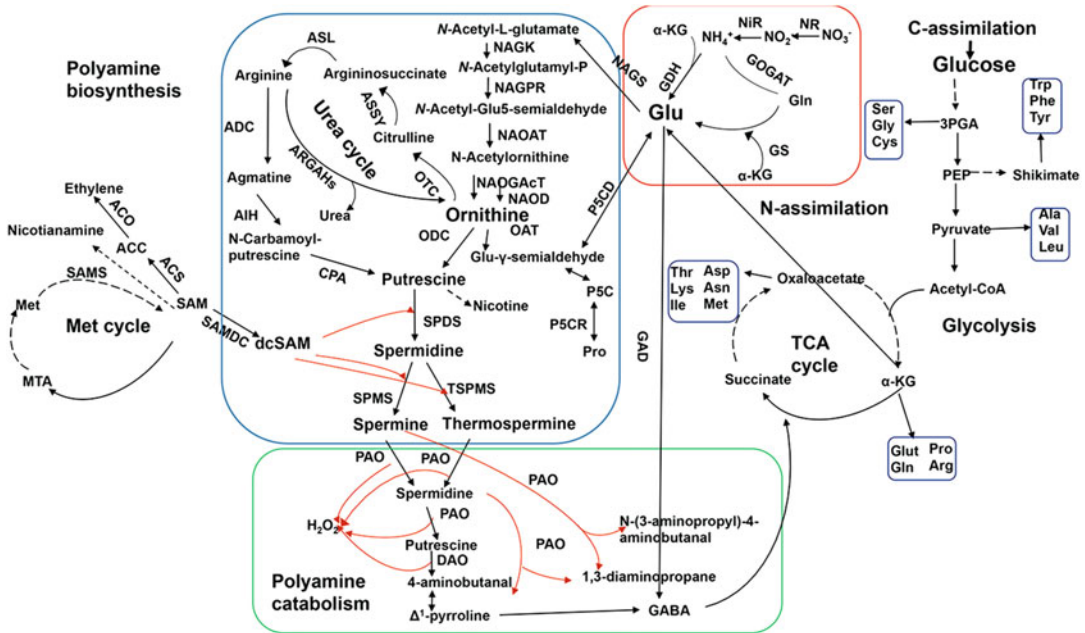 Polyamine
biosynthesis
ASL
Arginine
Argininosuccinate
ASSY
Urea cycle
Citrulline
ADC
ARGAHs
OTC
Agmatine
Urea
AIH
N-Carbamoyl-
putrescine
CPA
N-Acetyl-L-glutamate
NAGK
N-Acetylglutamyl-P
NAGPR
N-Acetyl-Glu5-semialdehyde
NAOAT
N-Acetylornithine
NAOGAcT
NAOD
Ornithine
ODC
OAT
Glu-γ-semialdehyde
Putrescine
Nicotine
P5C
P5CR
Pro
SPDS
Spermidine
SPMS
TSPMS
Spermine
Thermospermine
NAGS
P5CD
α-KG
NH₄⁺
NiR
NO₂
NR
NO₃⁻
GDH
GOGAT
Glu
Gln
GS
α-KG
N-assimilation
GAD
C-assimilation
Glucose
3PGA
Ser
Gly
Cys
Trp
Phe
Tyr
PEP
Shikimate
Pyruvate
Ala
Val
Leu
Acetyl-CoA
Glycolysis
Thr Asp
Lys Asn
Ile Met
Oxaloacetate
TCA
cycle
Succinate
α-KG
Glut Pro
Gln Arg
Ethylene
ACO
Nicotianamine
ACC
ACS
SAMS
Met
SAM
Met cycle
SAMDC
dcSAM
MTA
PAO
PAO
PAO
Spermidine
H₂O₂
PAO
PAO
N-(3-aminopropyl)-4-
aminobutanal
Putrescine
DAO
4-aminobutanal
1,3-diaminopropane
Polyamine
catabolism
Δ¹-pyrroline
GABA